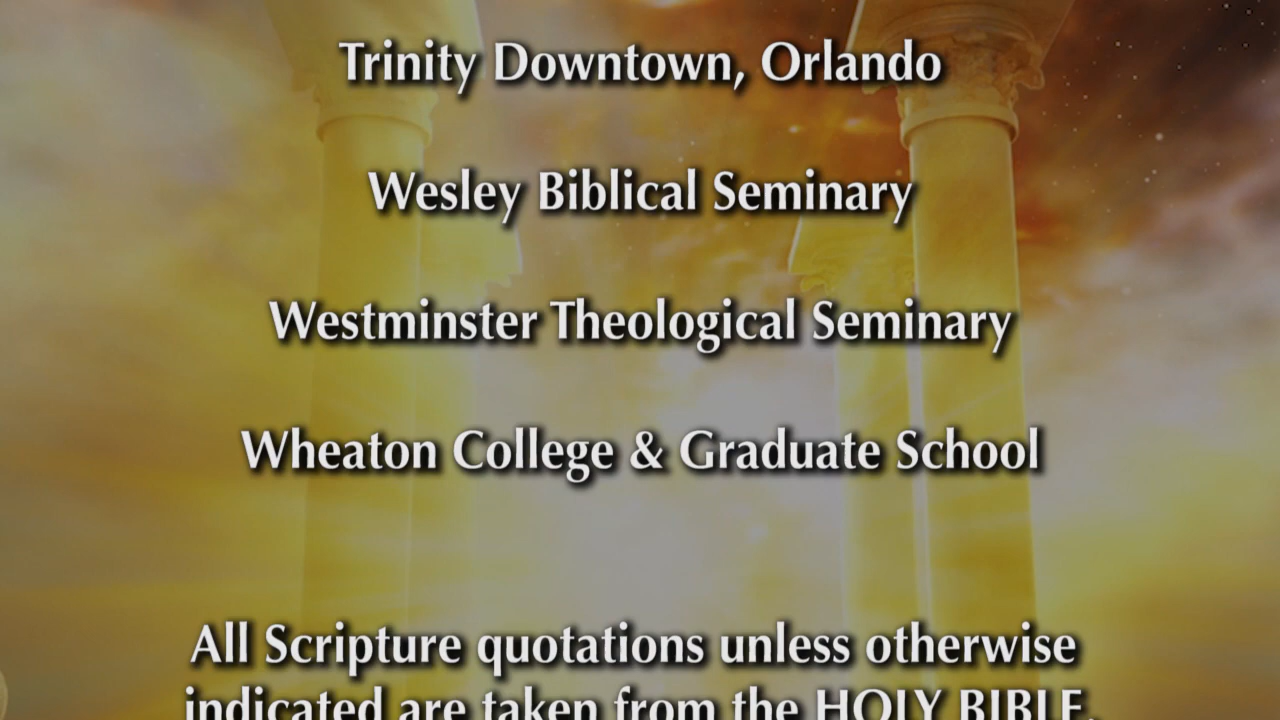 Trinity Downtown, Orlando
Wesley Biblical Seminary
Westminster Theological Seminary
Wheaton College & Graduate School
All Scripture quotations unless otherwise
indicated are taken from the HOLY BIBLE,